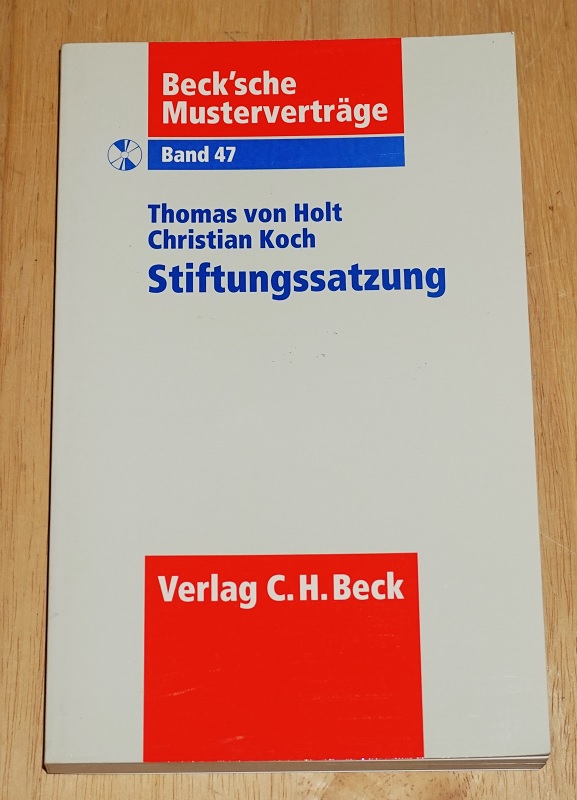 Beck'sche
Musterverträge
Band 47
Thomas von Holt
Christian Koch
Stiftungssatzung
Verlag C.H.Beck